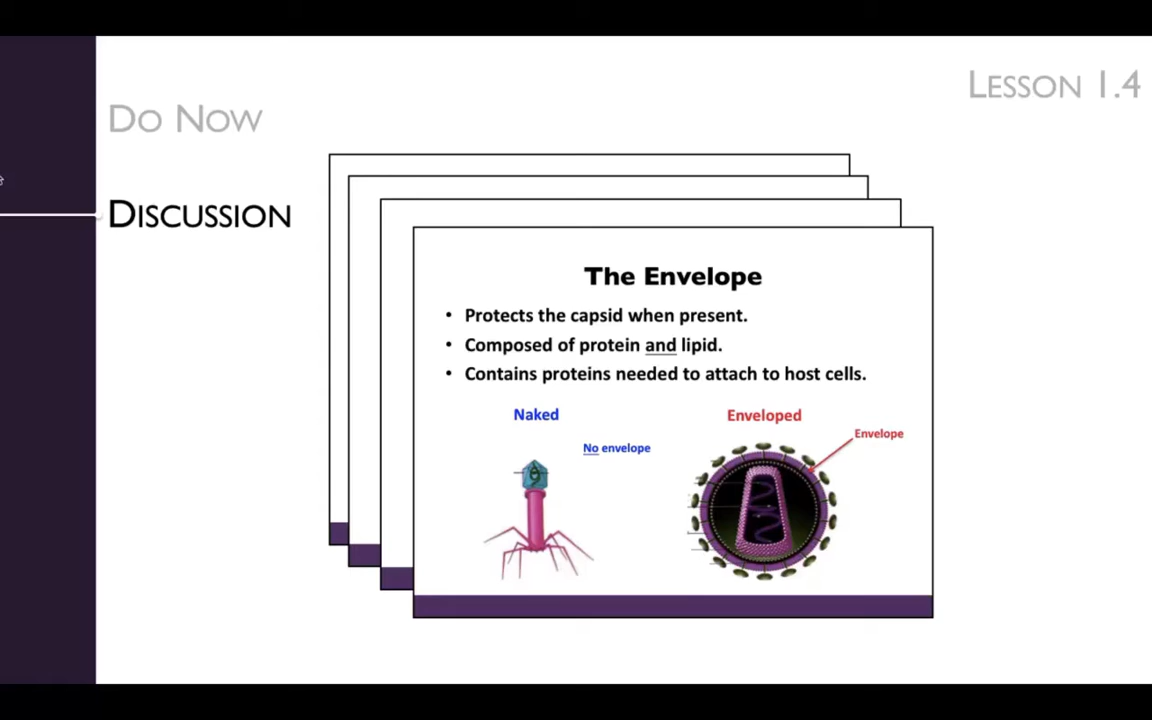 LESSON 1.4
DO NOW
DISCUSSION
The Envelope
• Protects the capsid when present.
• Composed of protein and lipid.
• Contains proteins needed to attach to host cells.
Naked
Enveloped
Envelope
No envelope